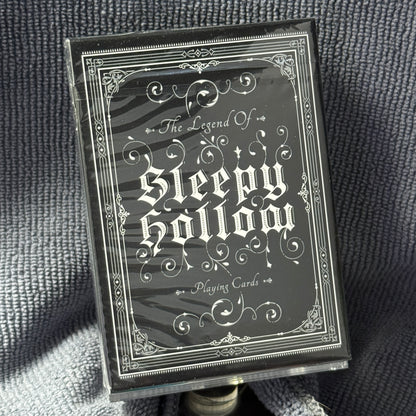 The Legend Of
Sleepy
Hollow
Playing Cards